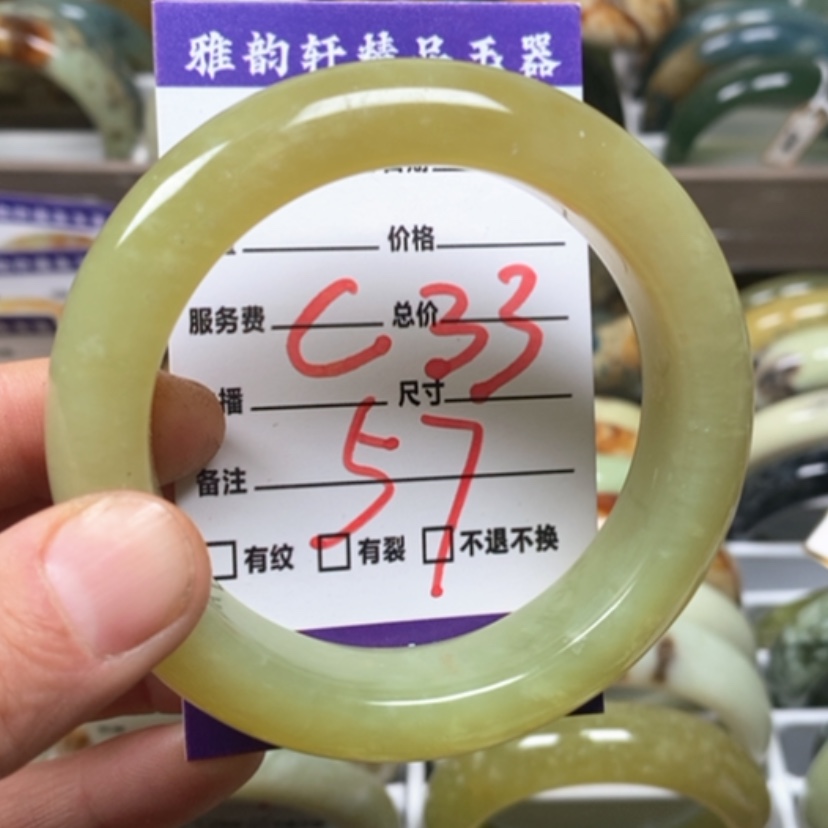 雅韵轩精品玉器
价格
服务费 总价
C33
播 尺寸
57
备注
有纹 有裂 不退不换